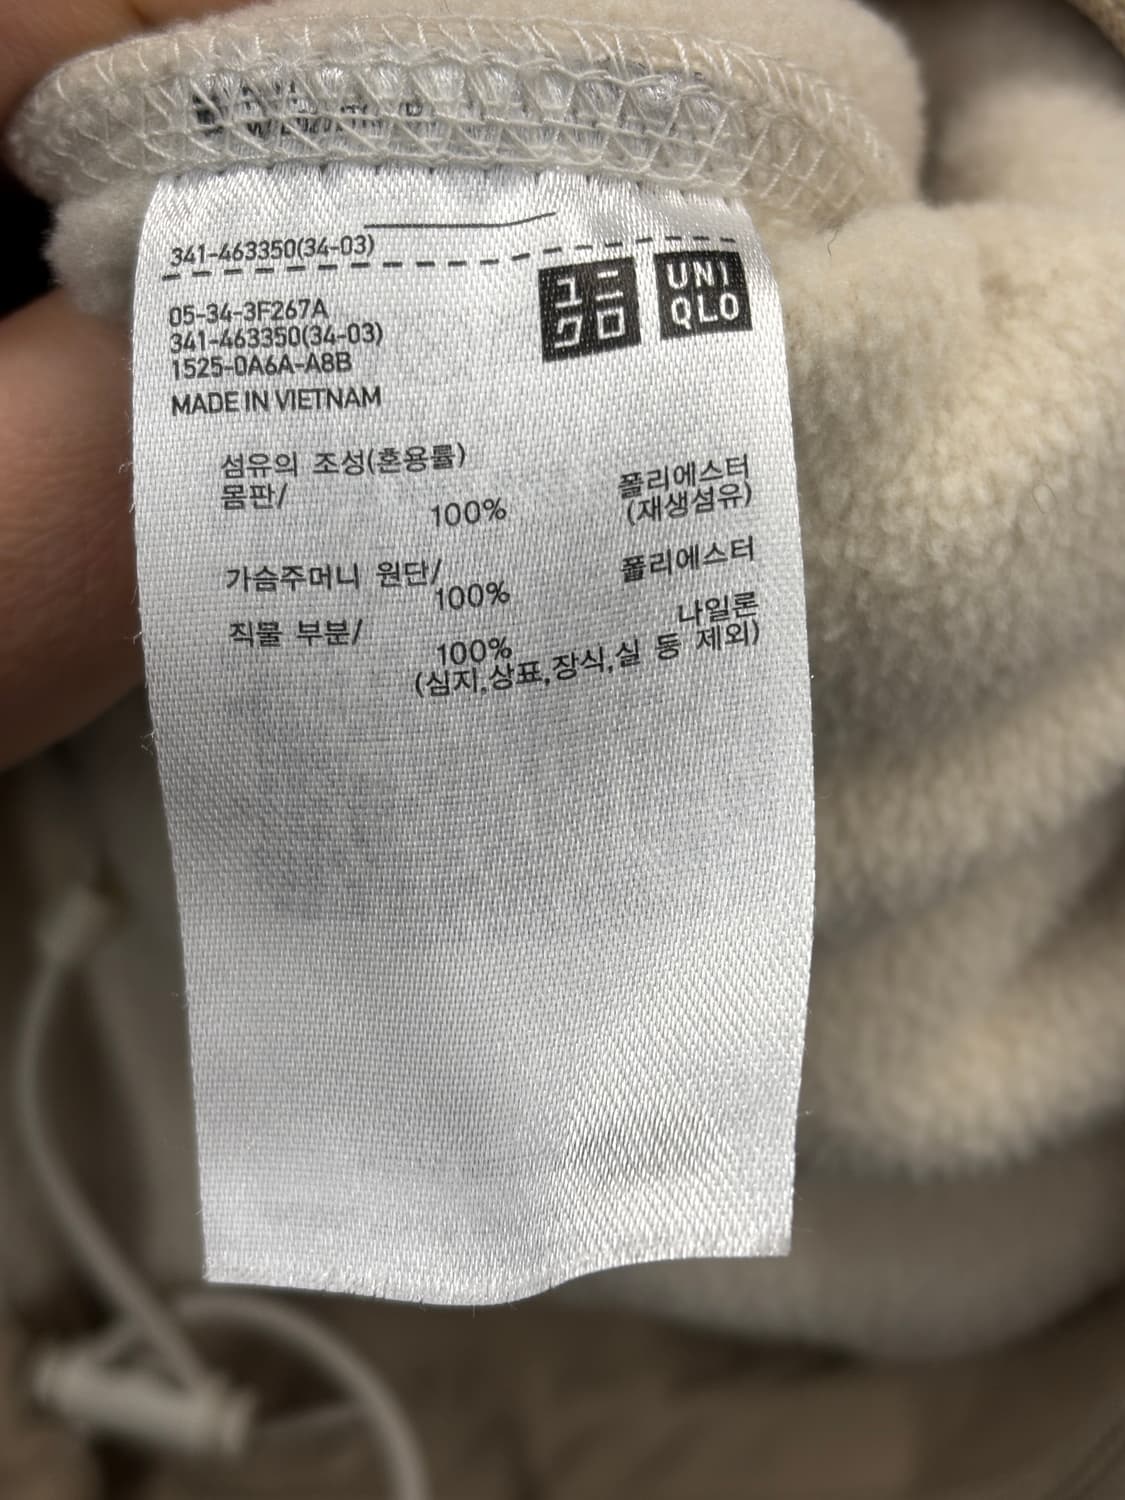 341-463350(34-03)
ユニ
クロ
UNI
QLO
05-34-3F267A
341-463350(34-03)
1525-0A6A-A8B
MADE IN VIETNAM
섬유의 조성(혼용률)
몸판/
100% 폴리에스터
(재생섬유)
가슴주머니 원단/
100% 폴리에스터
직물 부분/
100% 나일론
(심지,상표,장식,실 등 제외)